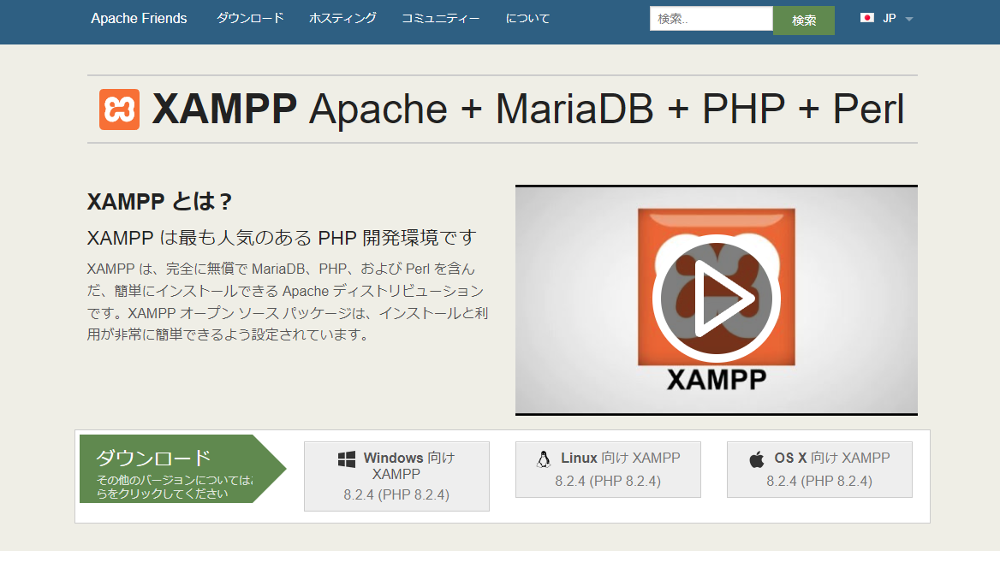 Apache Friends ダウンロード ホスティング コミュニティー について 検索.. 検索 JP
XAMPP Apache + MariaDB + PHP + Perl
XAMPP とは？
XAMPP は最も人気のある PHP 開発環境です
XAMPP は、完全に無償で MariaDB、PHP、および Perl を含ん
だ、簡単にインストールできる Apache ディストリビューション
です。XAMPP オープン ソース パッケージは、インストールと利
用が非常に簡単できるよう設定されています。
XAMPP
ダウンロード
その他のバージョンについては
らをクリックしてください
Windows 向け
XAMPP
8.2.4 (PHP 8.2.4)
Linux 向け XAMPP
8.2.4 (PHP 8.2.4)
OS X 向け XAMPP
8.2.4 (PHP 8.2.4)